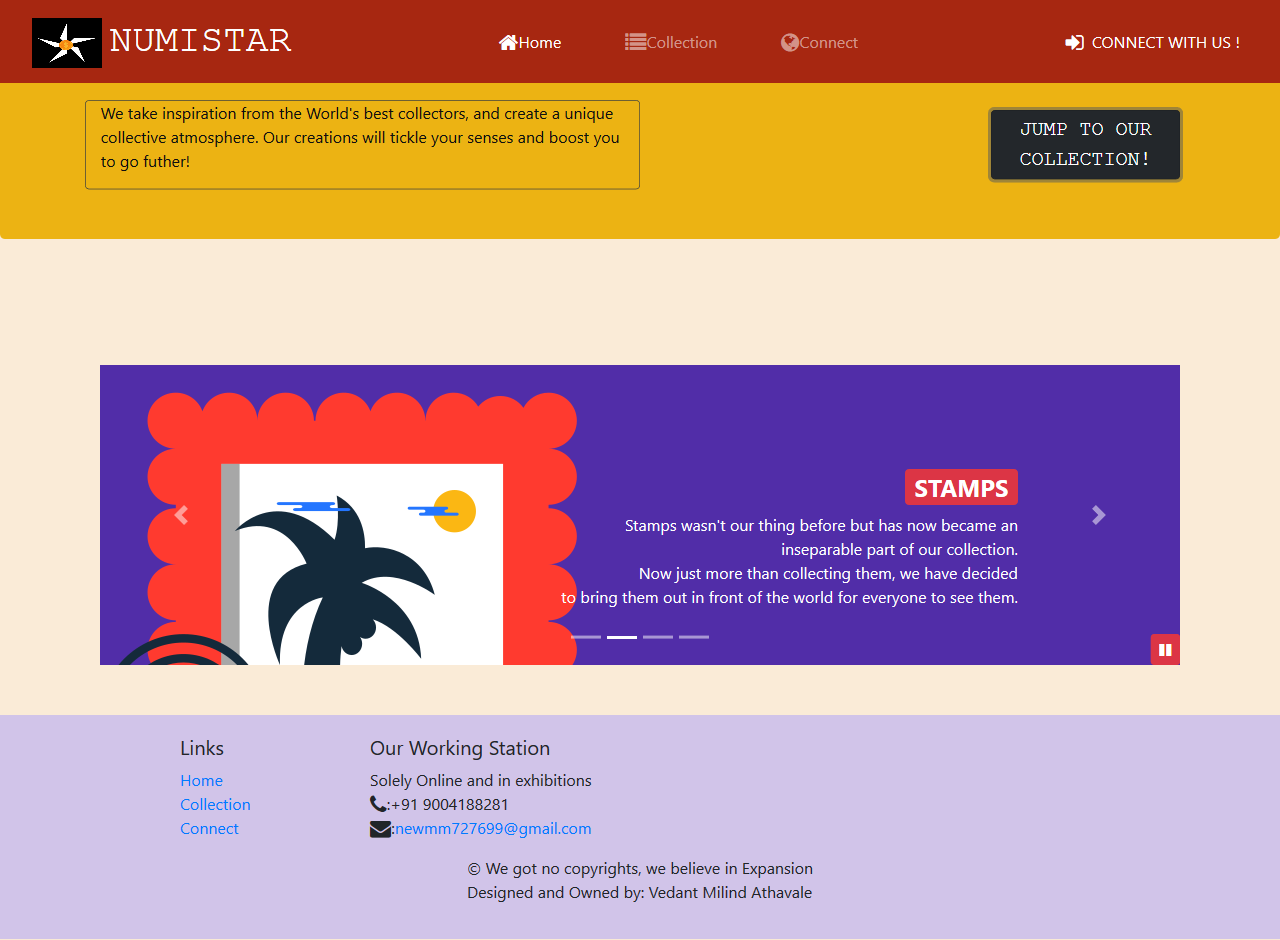 NUMISTAR
Home
Collection
Connect
CONNECT WITH US !
We take inspiration from the World's best collectors, and create a unique
collective atmosphere. Our creations will tickle your senses and boost you
to go futher!
JUMP TO OUR
COLLECTION!
STAMPS
Stamps wasn't our thing before but has now became an
inseparable part of our collection.
Now just more than collecting them, we have decided
to bring them out in front of the world for everyone to see them.
Links
Home
Collection
Connect
Our Working Station
Solely Online and in exhibitions
:+91 9004188281
:newmm727699@gmail.com
© We got no copyrights, we believe in Expansion
Designed and Owned by: Vedant Milind Athavale